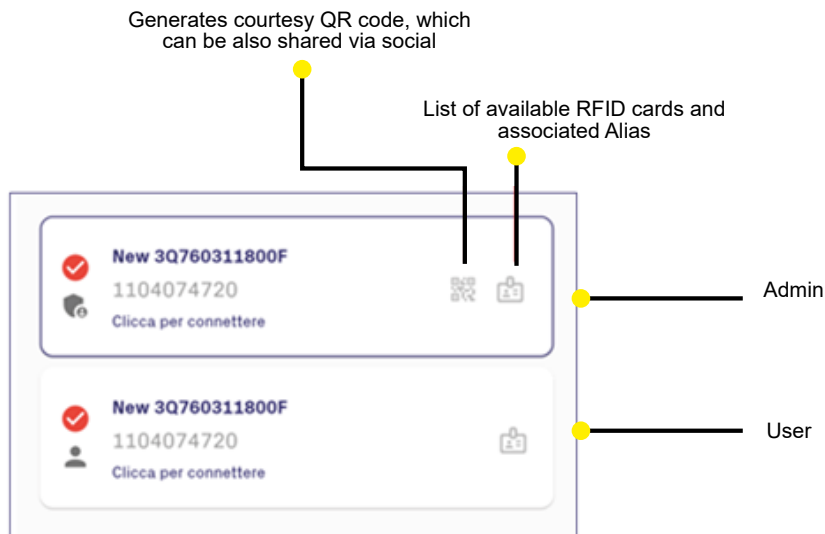 Generates courtesy QR code, which
can be also shared via social
List of available RFID cards and
associated Alias
New 3Q760311800F
1104074720
Clicca per connettere
Admin
New 3Q760311800F
1104074720
Clicca per connettere
User